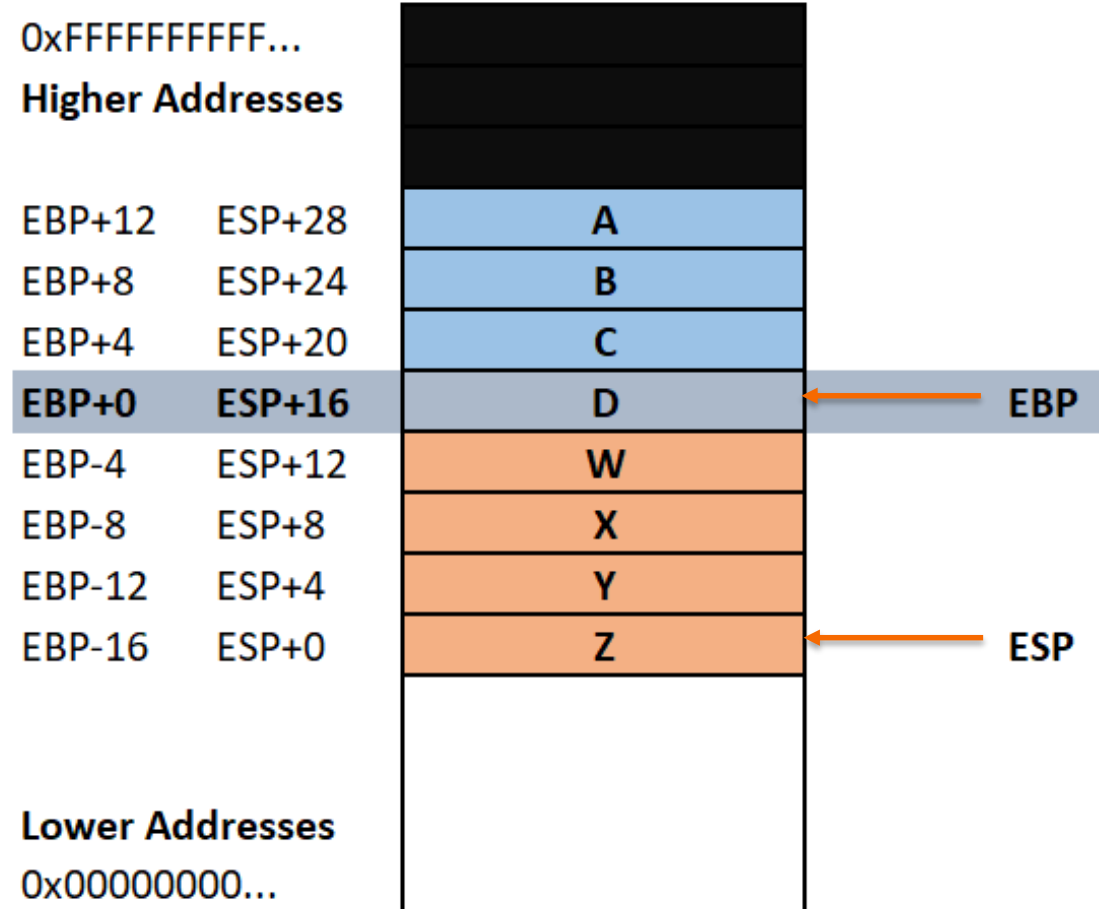 0xFFFFFFFFFF...
Higher Addresses
EBP+12 ESP+28 A
EBP+8 ESP+24 B
EBP+4 ESP+20 C
EBP+0 ESP+16 D EBP
EBP-4 ESP+12 W
EBP-8 ESP+8 X
EBP-12 ESP+4 Y
EBP-16 ESP+0 Z ESP
Lower Addresses
0x00000000...